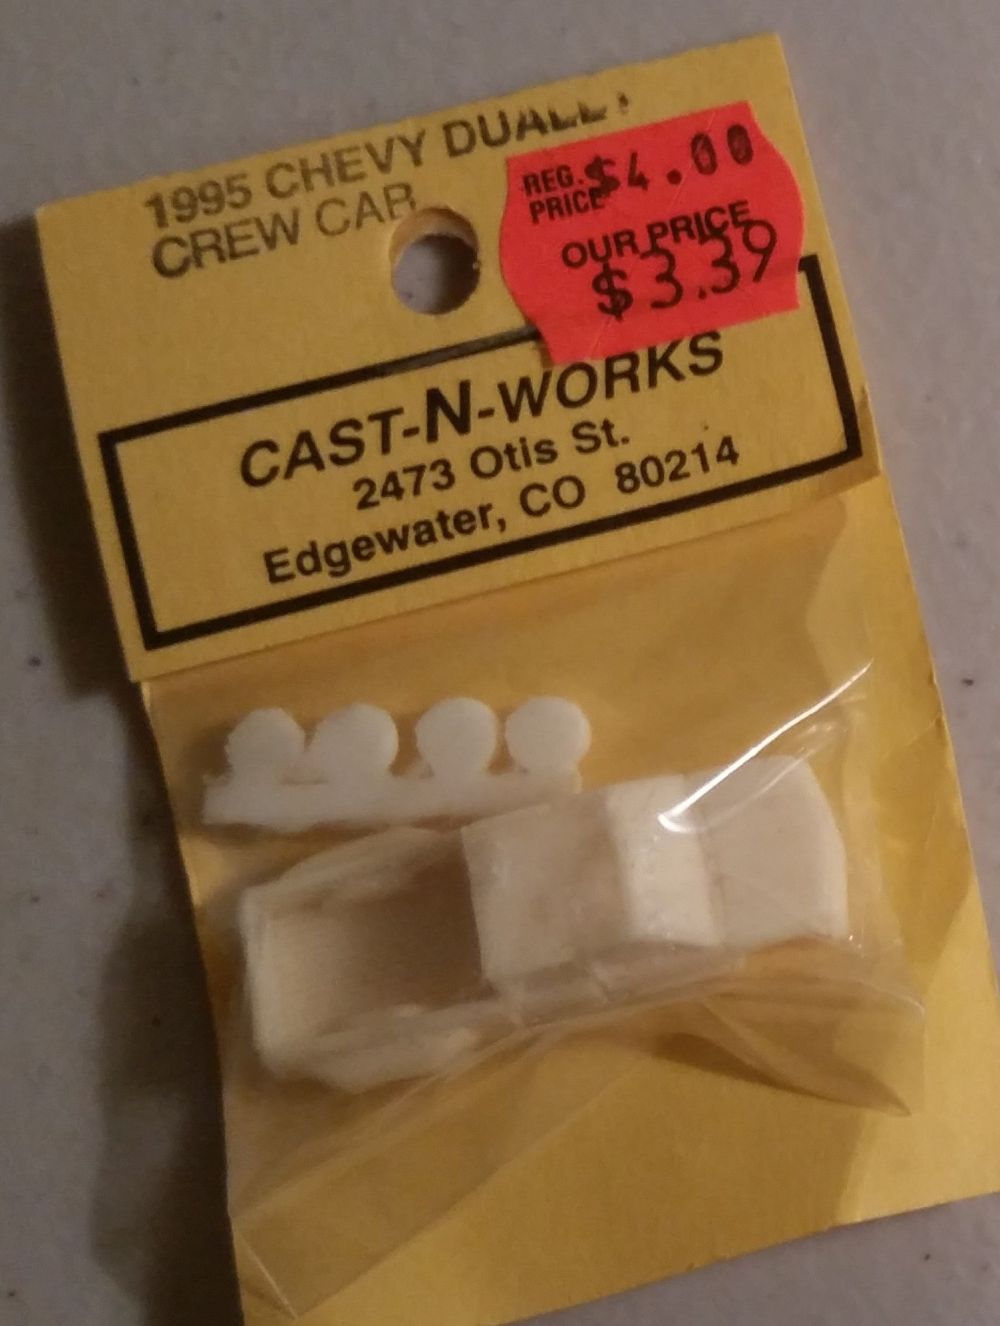 1995 CHEVY DUALLY
CREW CAB
REG. $4.00
PRICE
OUR PRICE
$3.39
CAST-N-WORKS
2473 Otis St.
Edgewater, CO 80214